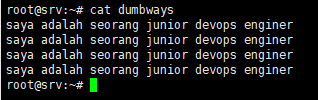 root@srv:~# cat dumbways
saya adalah seorang junior devops enginer
saya adalah seorang junior devops enginer
saya adalah seorang junior devops enginer
saya adalah seorang junior devops enginer
root@srv:~#